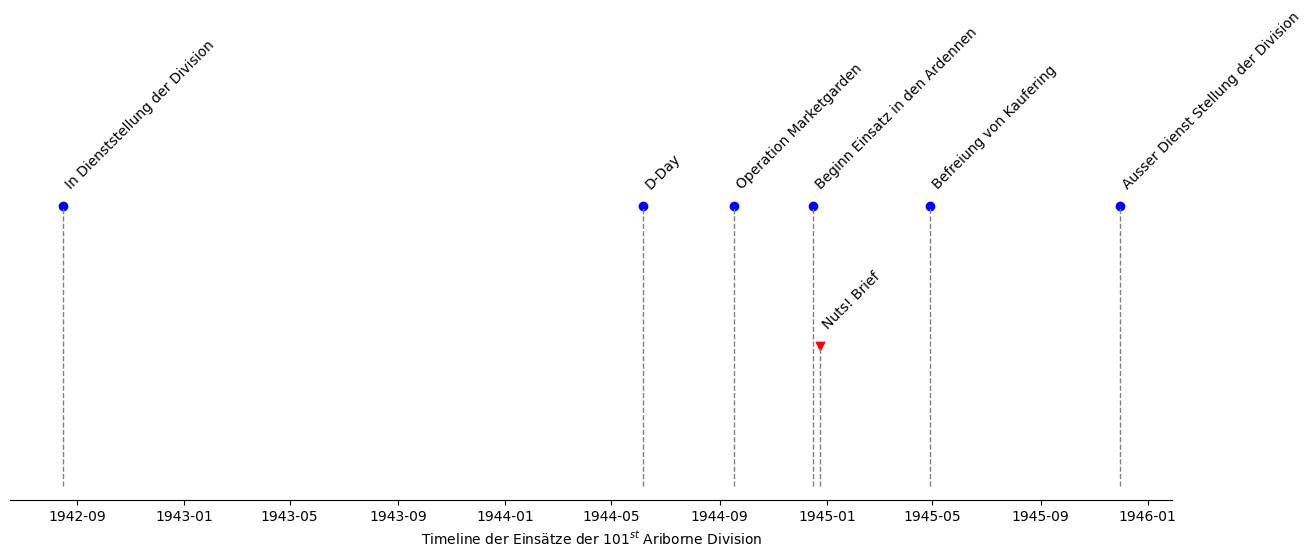 In Dienststellung der Division
D-Day
Operation Marketgarden
Beginn Einsatz in den Ardennen
Befreiung von Kaufering
Ausser Dienst Stellung der Division
Nuts! Brief
1942-09 1943-01 1943-05 1943-09 1944-01 1944-05 1944-09 1945-01 1945-05 1945-09 1946-01
Timeline der Einsätze der 101st Ariborne Division